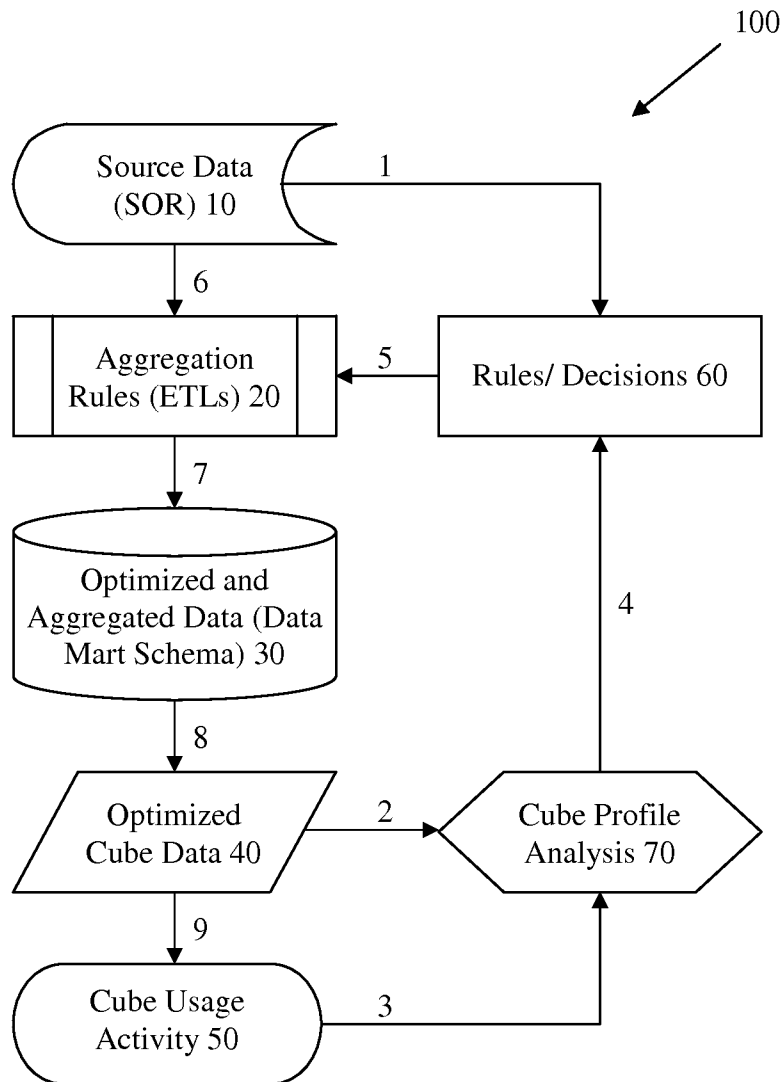 100
Source Data
(SOR) 10
1
6
Aggregation
Rules (ETLs) 20
5
Rules/ Decisions 60
7
Optimized and
Aggregated Data (Data
Mart Schema) 30
4
8
Optimized
Cube Data 40
2
Cube Profile
Analysis 70
9
Cube Usage
Activity 50
3